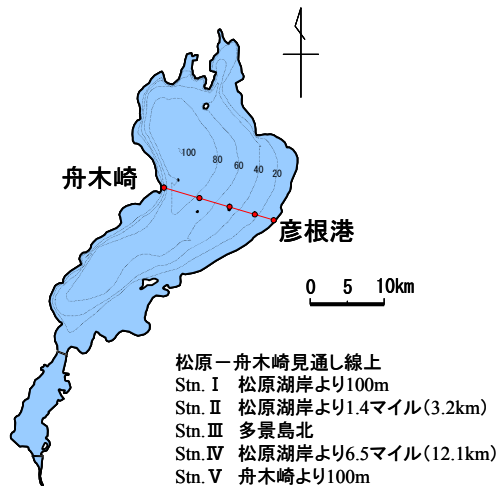 100
80
60
40
20
舟木崎
彦根港
0 5 10km
松原－舟木崎見通し線上
Stn.Ⅰ 松原湖岸より100m
Stn.Ⅱ 松原湖岸より1.4マイル(3.2km)
Stn.Ⅲ 多景島北
Stn.Ⅳ 松原湖岸より6.5マイル(12.1km)
Stn.Ⅴ 舟木崎より100m